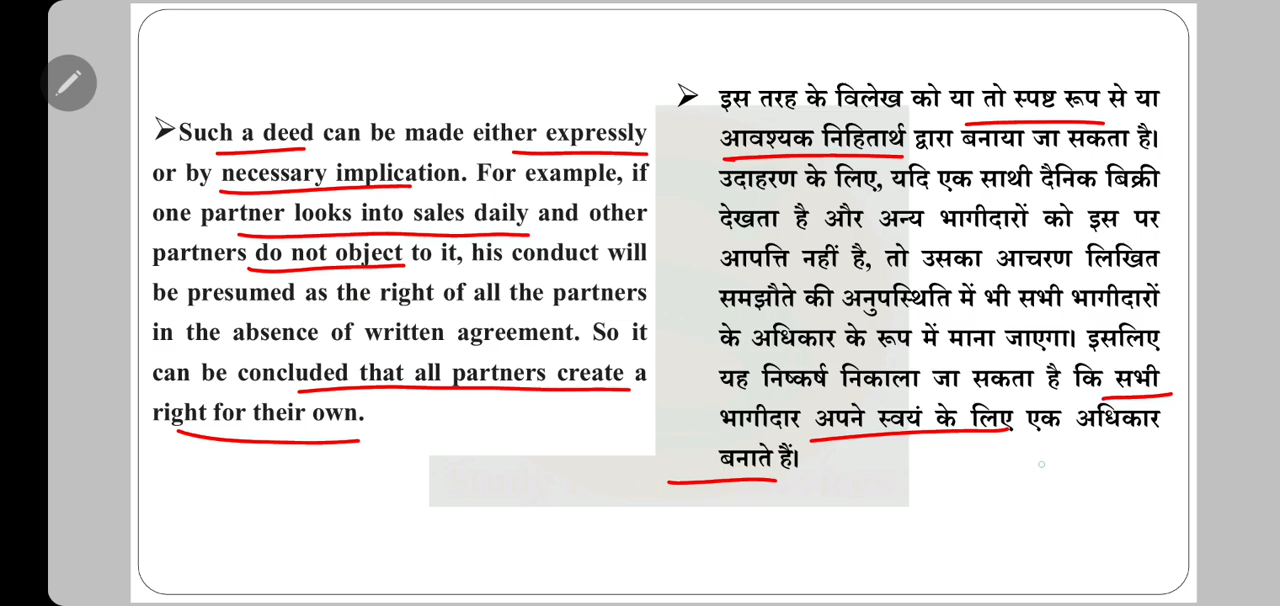 ➢Such a deed can be made either expressly
or by necessary implication. For example, if
one partner looks into sales daily and other
partners do not object to it, his conduct will
be presumed as the right of all the partners
in the absence of written agreement. So it
can be concluded that all partners create a
right for their own.
➢ इस तरह के विलेख को या तो स्पष्ट रूप से या
आवश्यक निहितार्थ द्वारा बनाया जा सकता है।
उदाहरण के लिए, यदि एक साथी दैनिक बिक्री
देखता है और अन्य भागीदारों को इस पर
आपत्ति नहीं है, तो उसका आचरण लिखित
समझौते की अनुपस्थिति में भी सभी भागीदारों
के अधिकार के रूप में माना जाएगा। इसलिए
यह निष्कर्ष निकाला जा सकता है कि सभी
भागीदार अपने स्वयं के लिए एक अधिकार
बनाते हैं।